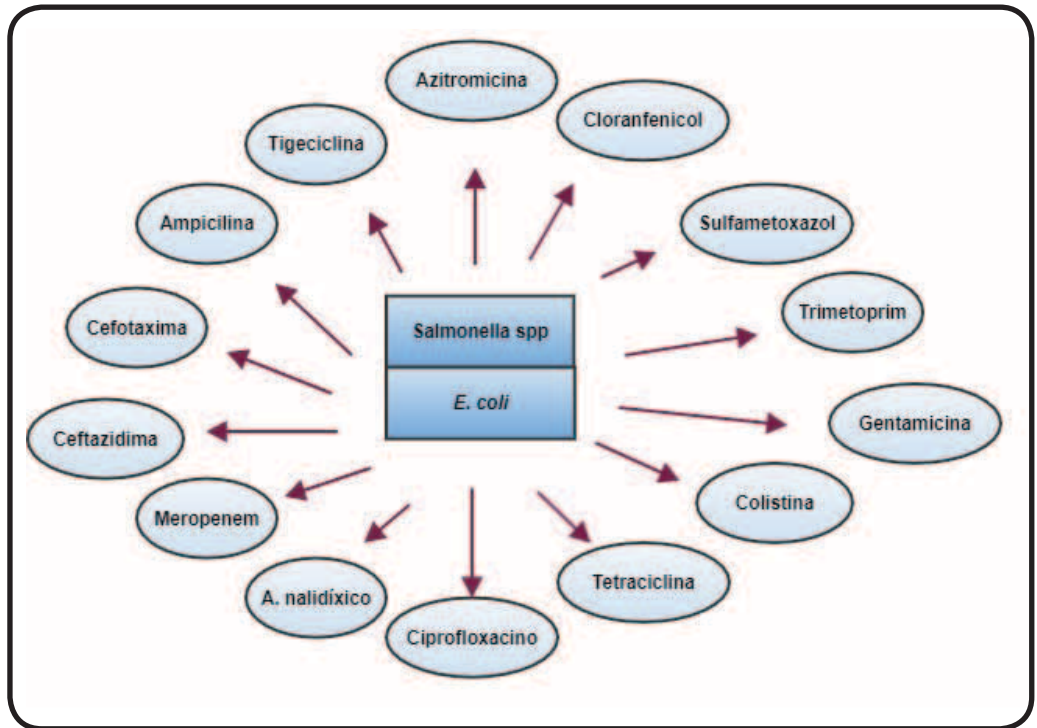 Azitromicina
Cloranfenicol
Tigeciclina
Ampicilina
Sulfametoxazol
Cefotaxima
Salmonella spp
Trimetoprim
E. coli
Ceftazidima
Gentamicina
Meropenem
Colistina
A. nalidíxico
Tetraciclina
Ciprofloxacino